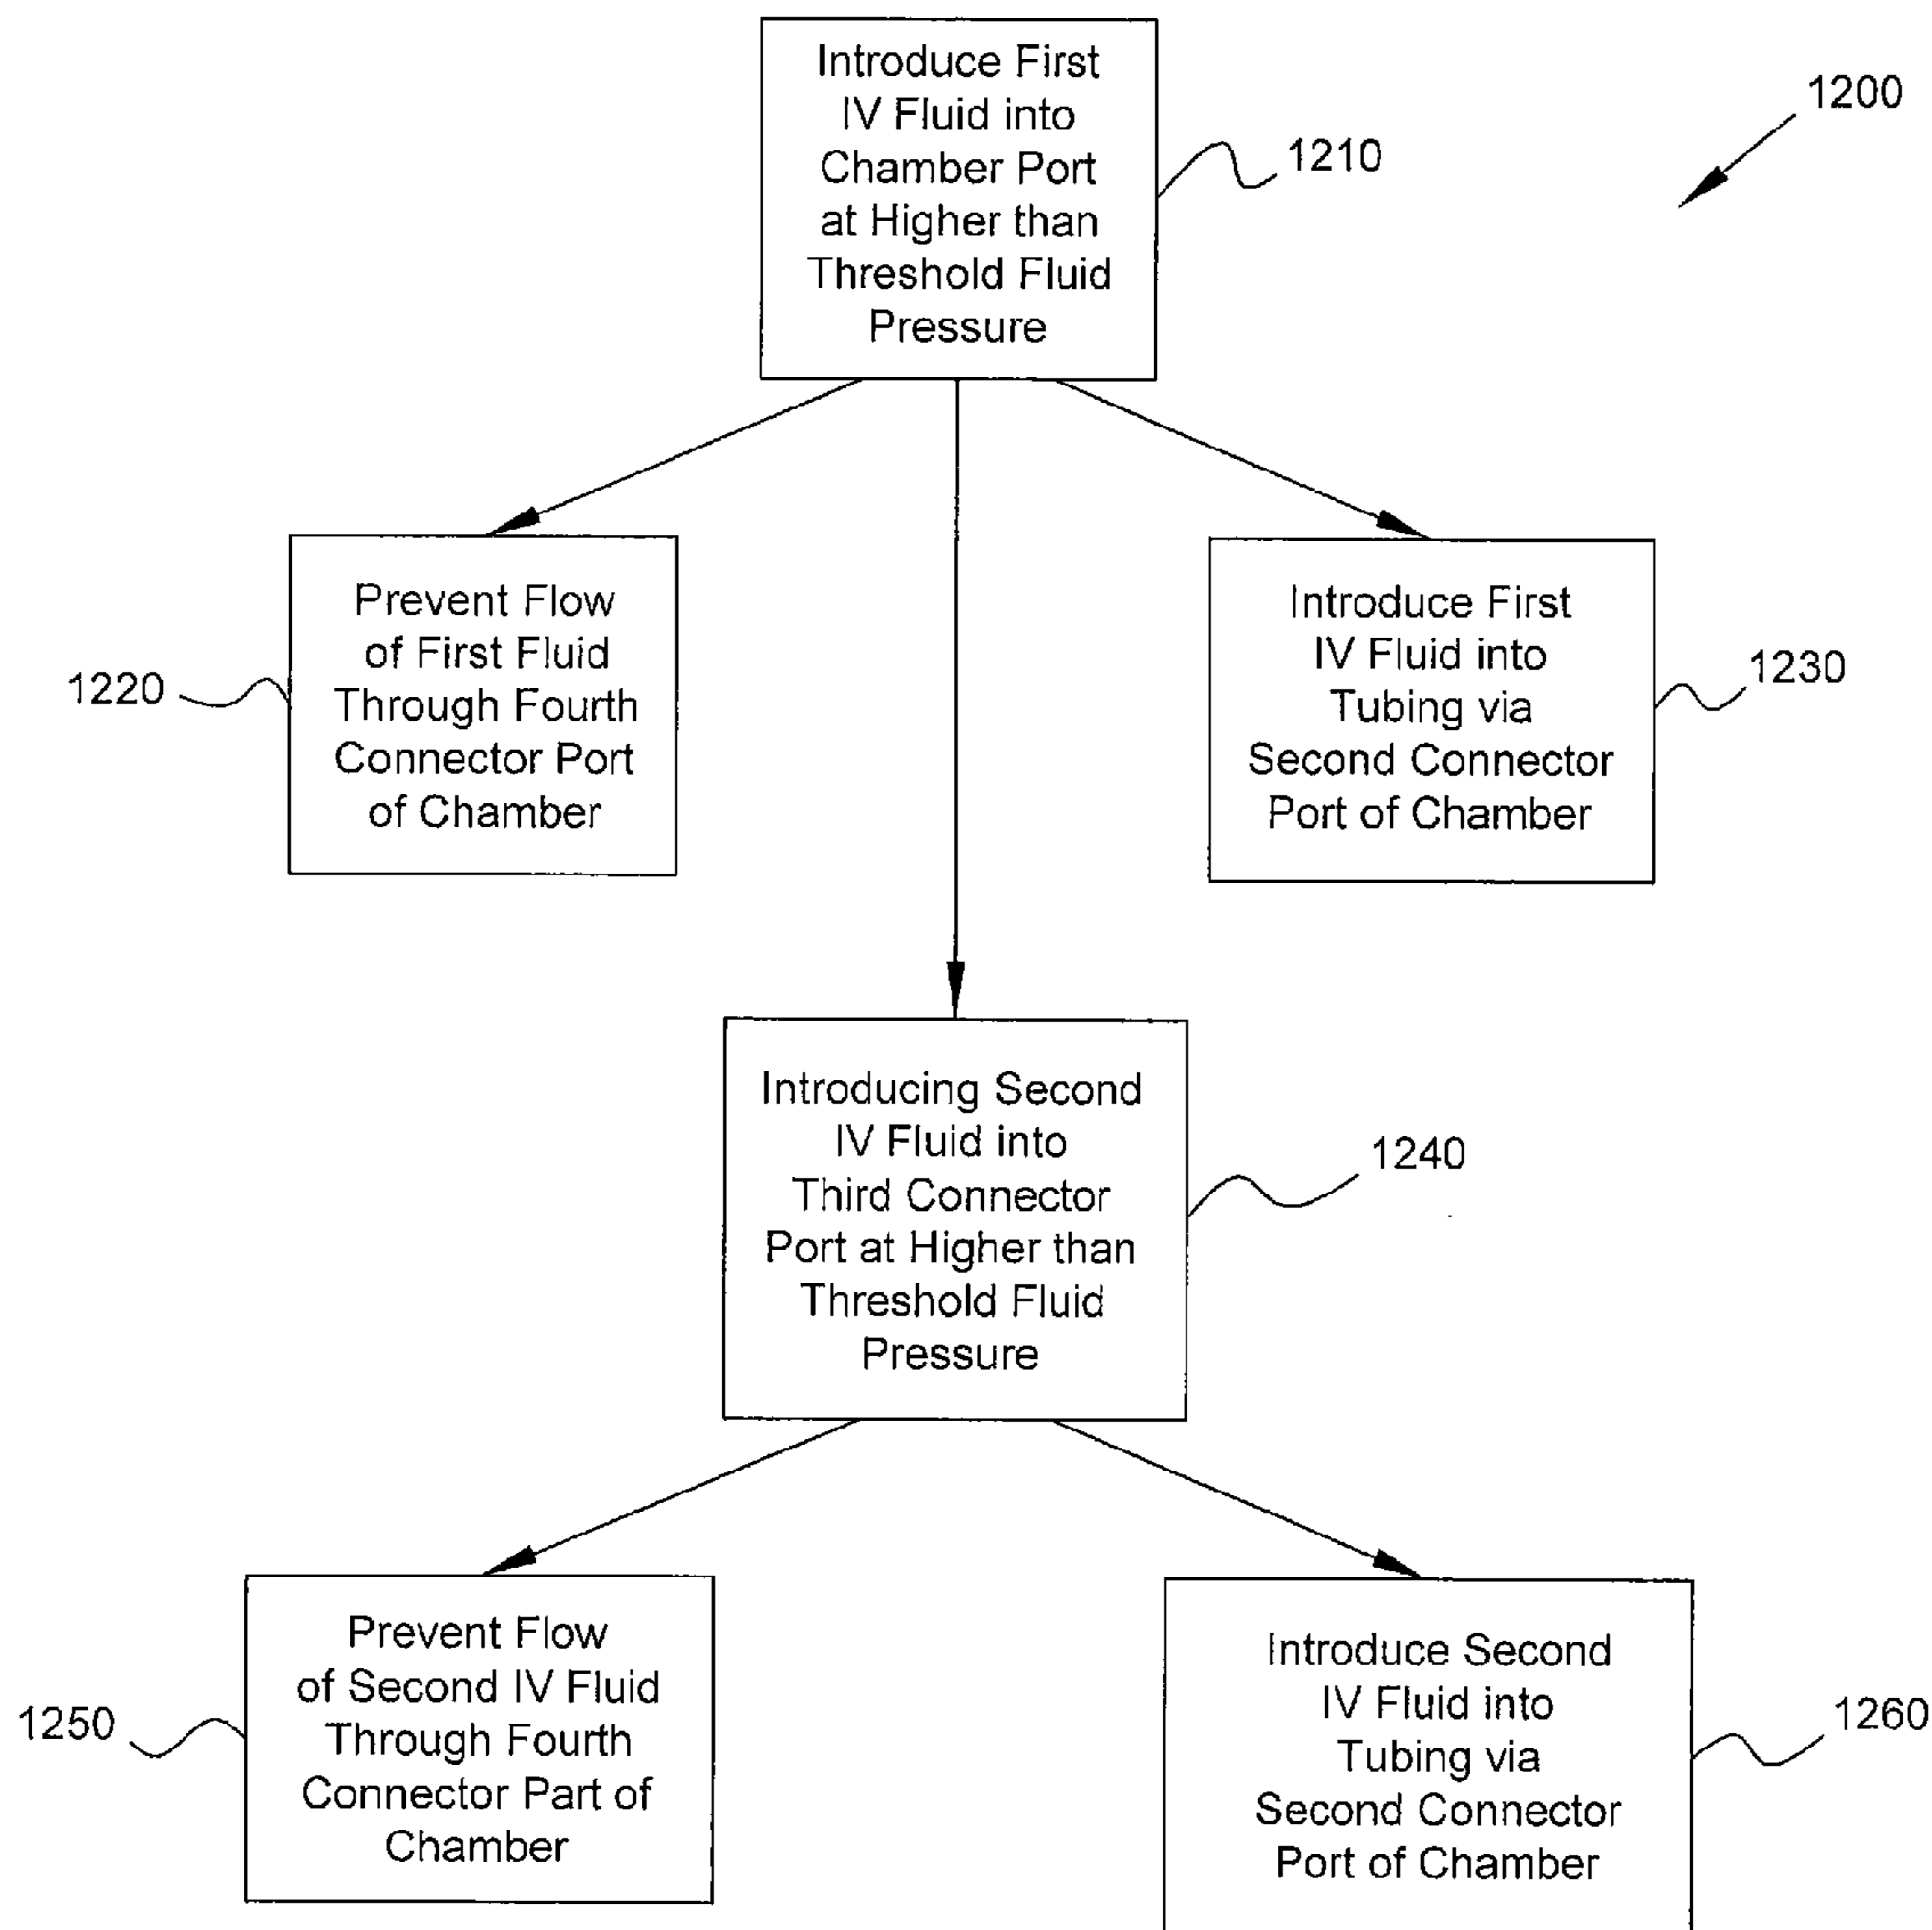 Introduce First
IV Fluid into
Chamber Port
at Higher than
Threshold Fluid
Pressure
1210
1200
Prevent Flow
of First Fluid
Through Fourth
Connector Port
of Chamber
1220
Introduce First
IV Fluid into
Tubing via
Second Connector
Port of Chamber
1230
Introducing Second
IV Fluid into
Third Connector
Port at Higher than
Threshold Fluid
Pressure
1240
Prevent Flow
of Second IV Fluid
Through Fourth
Connector Part of
Chamber
1250
Introduce Second
IV Fluid into
Tubing via
Second Connector
Port of Chamber
1260